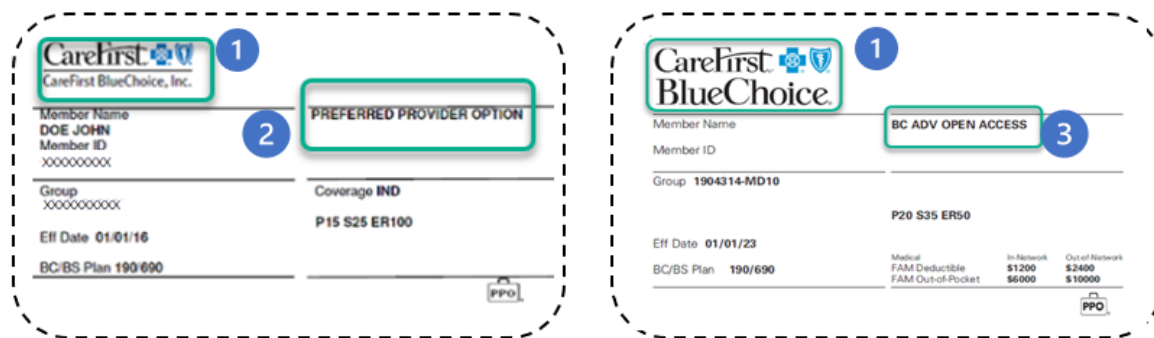 CareFirst
CareFirst BlueChoice, Inc.
1
Member Name
DOE JOHN
Member ID
XXXXXXXXX
2
PREFERRED PROVIDER OPTION
Group
XXXXXXXXXX
Coverage IND
P15 S25 ER100
Eff Date 01/01/16
BC/BS Plan 190/690
PPO
CareFirst
BlueChoice
1
Member Name
Member ID
BC ADV OPEN ACCESS
3
Group 1904314-MD10
P20 S35 ER50
Eff Date 01/01/23
BC/BS Plan 190/690
Medical In-Network Out-of-Network
FAM Deductible $1200 $2400
FAM Out-of-Pocket $6000 $10000
PPO